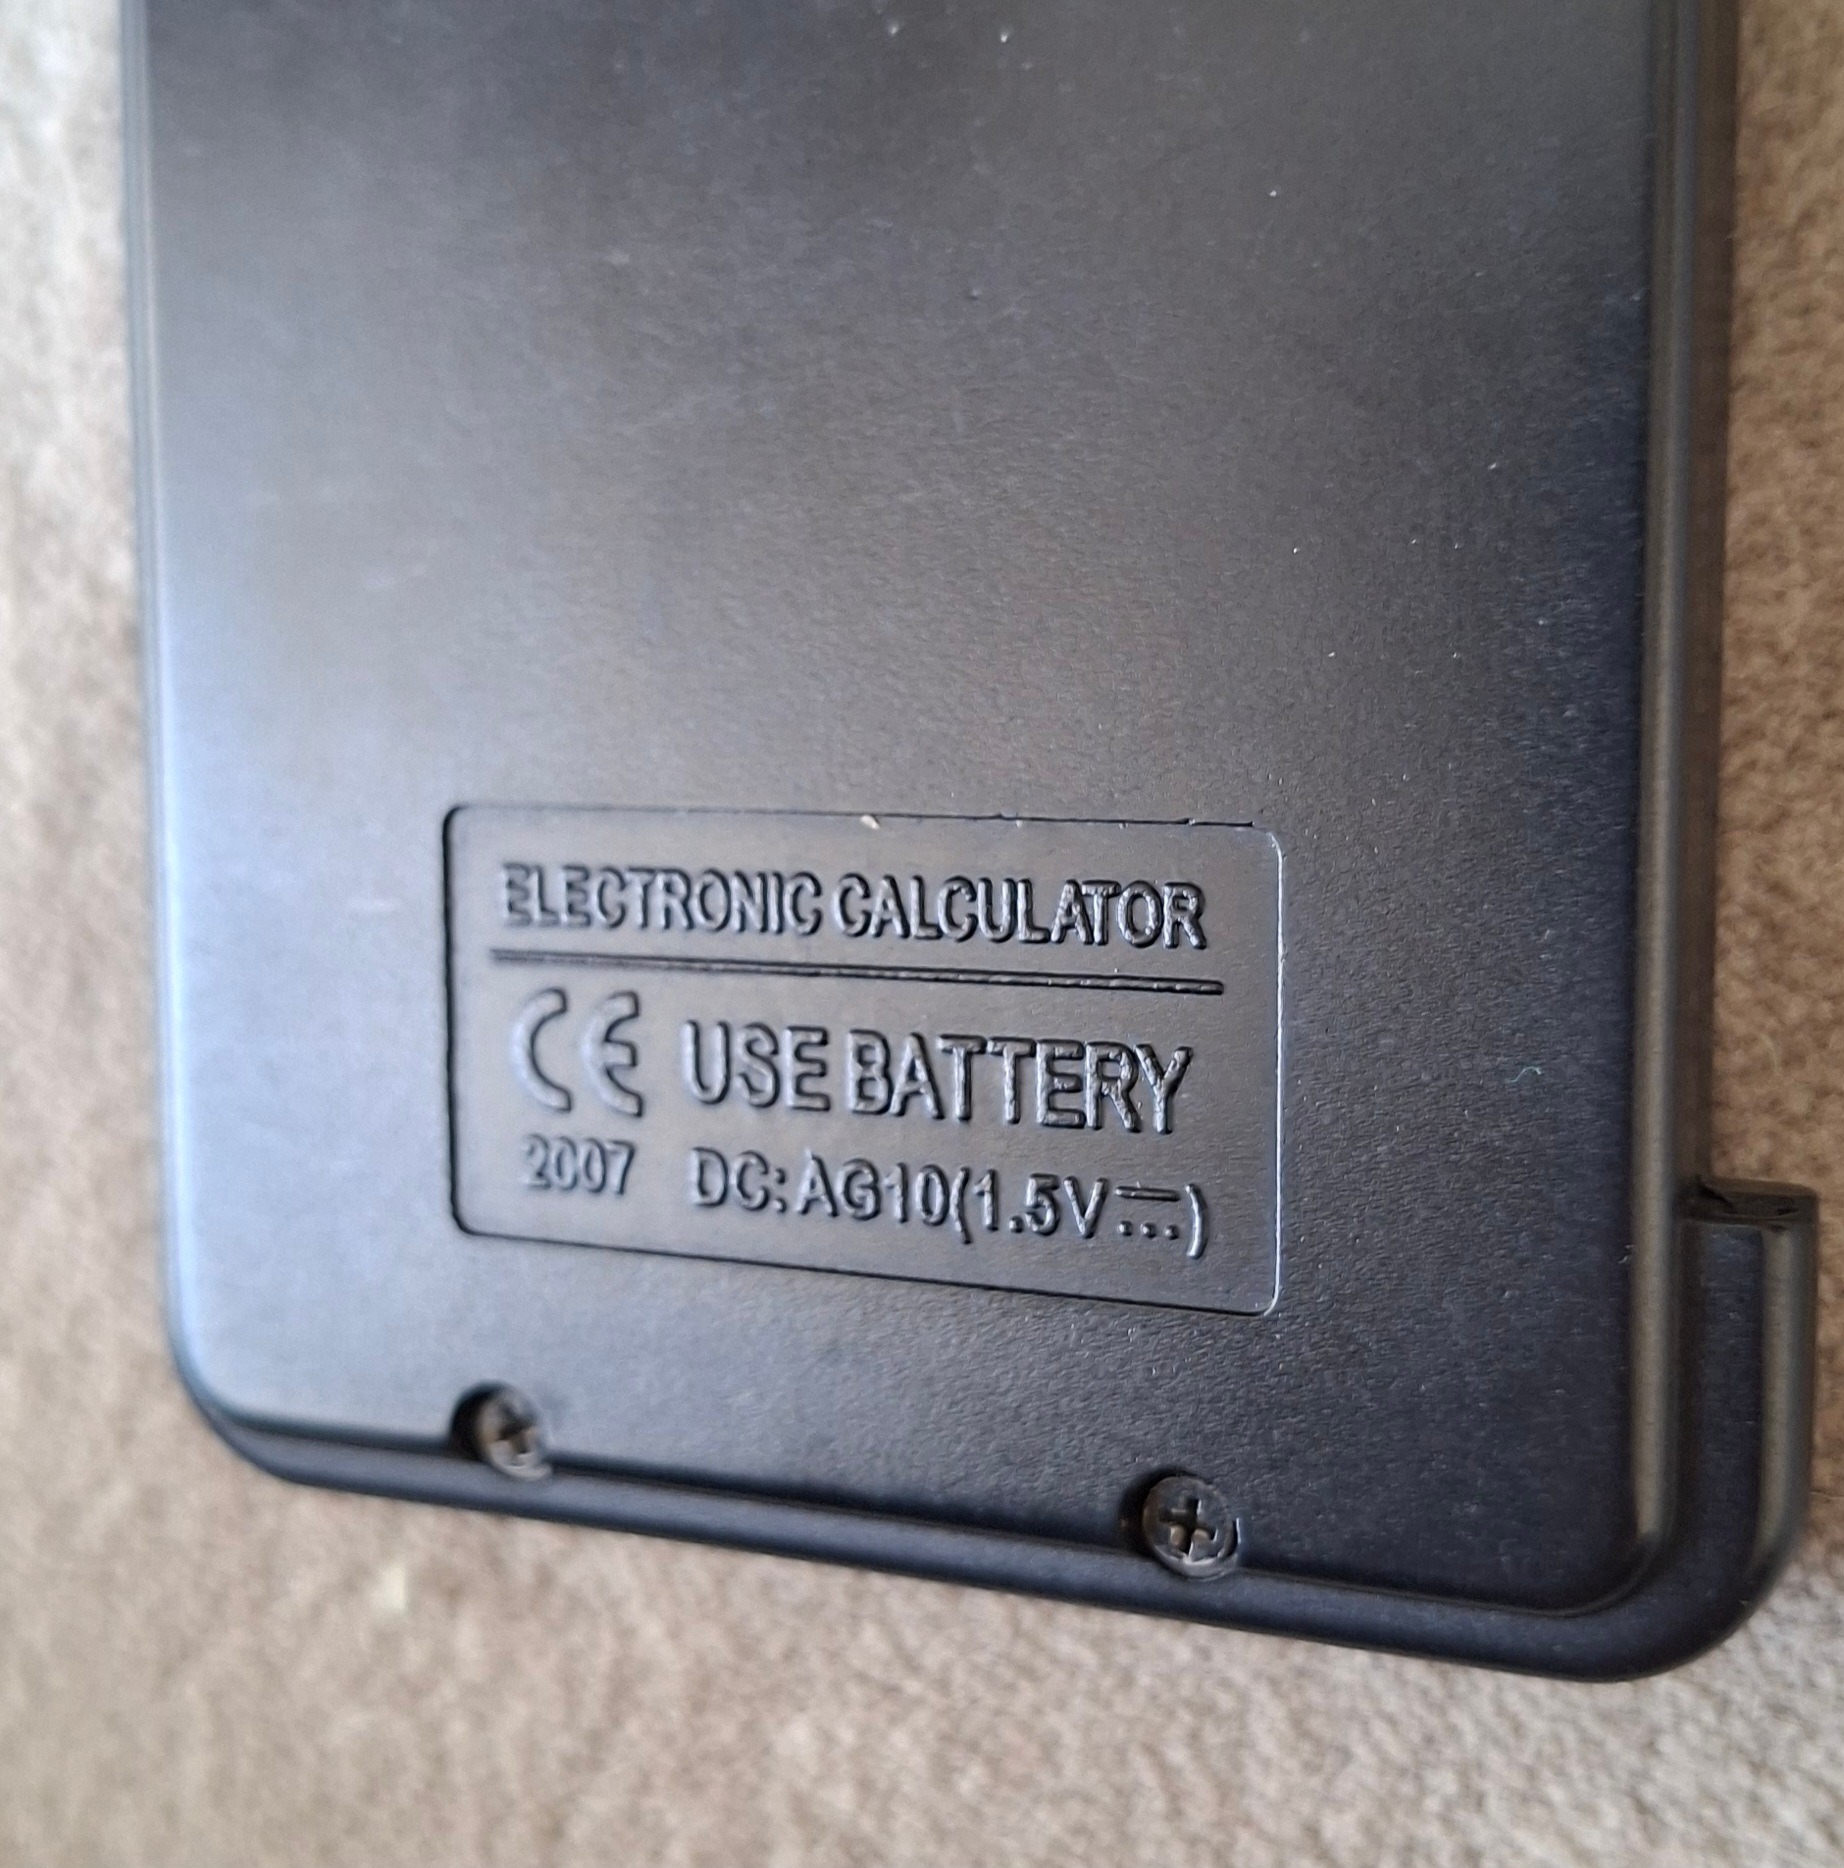 ELECTRONIC CALCULATOR
CE USE BATTERY
2007 DC: AG10(1.5V⎓)